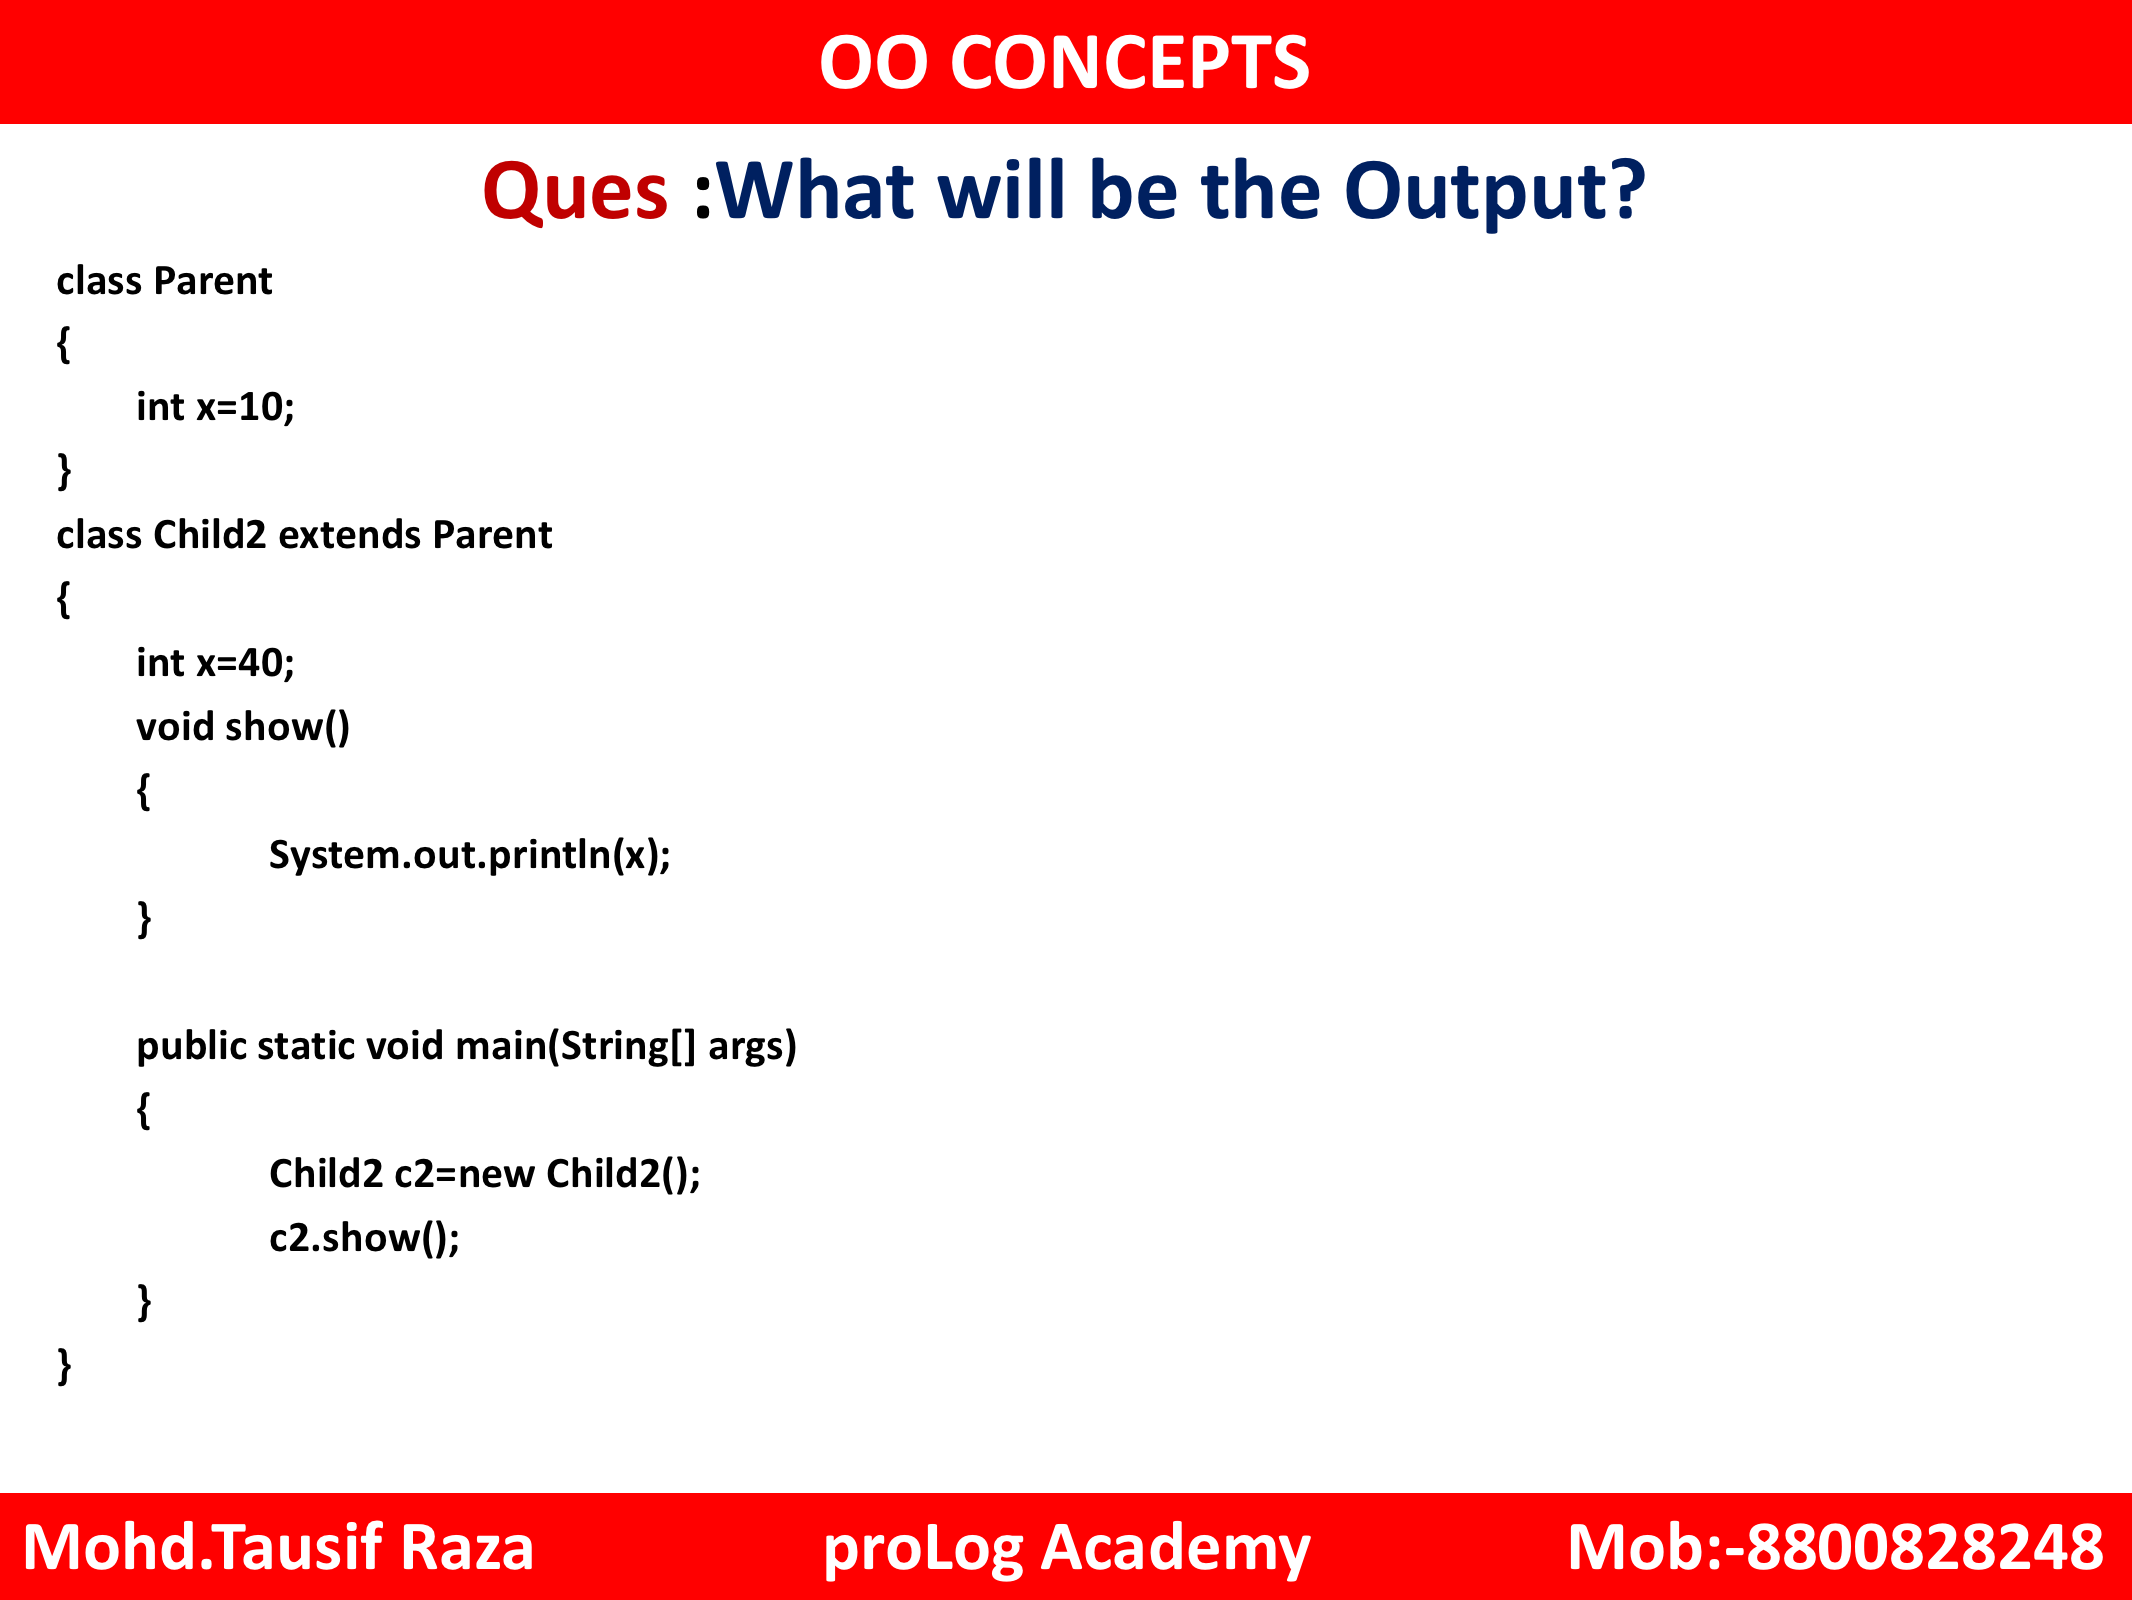 OO CONCEPTS
Ques :What will be the Output?
class Parent
{
int x=10;
}
class Child2 extends Parent
{
int x=40;
void show()
{
System.out.println(x);
}
public static void main(String[] args)
{
Child2 c2=new Child2();
c2.show();
}
}
Mohd.Tausif Raza proLog Academy Mob:-8800828248